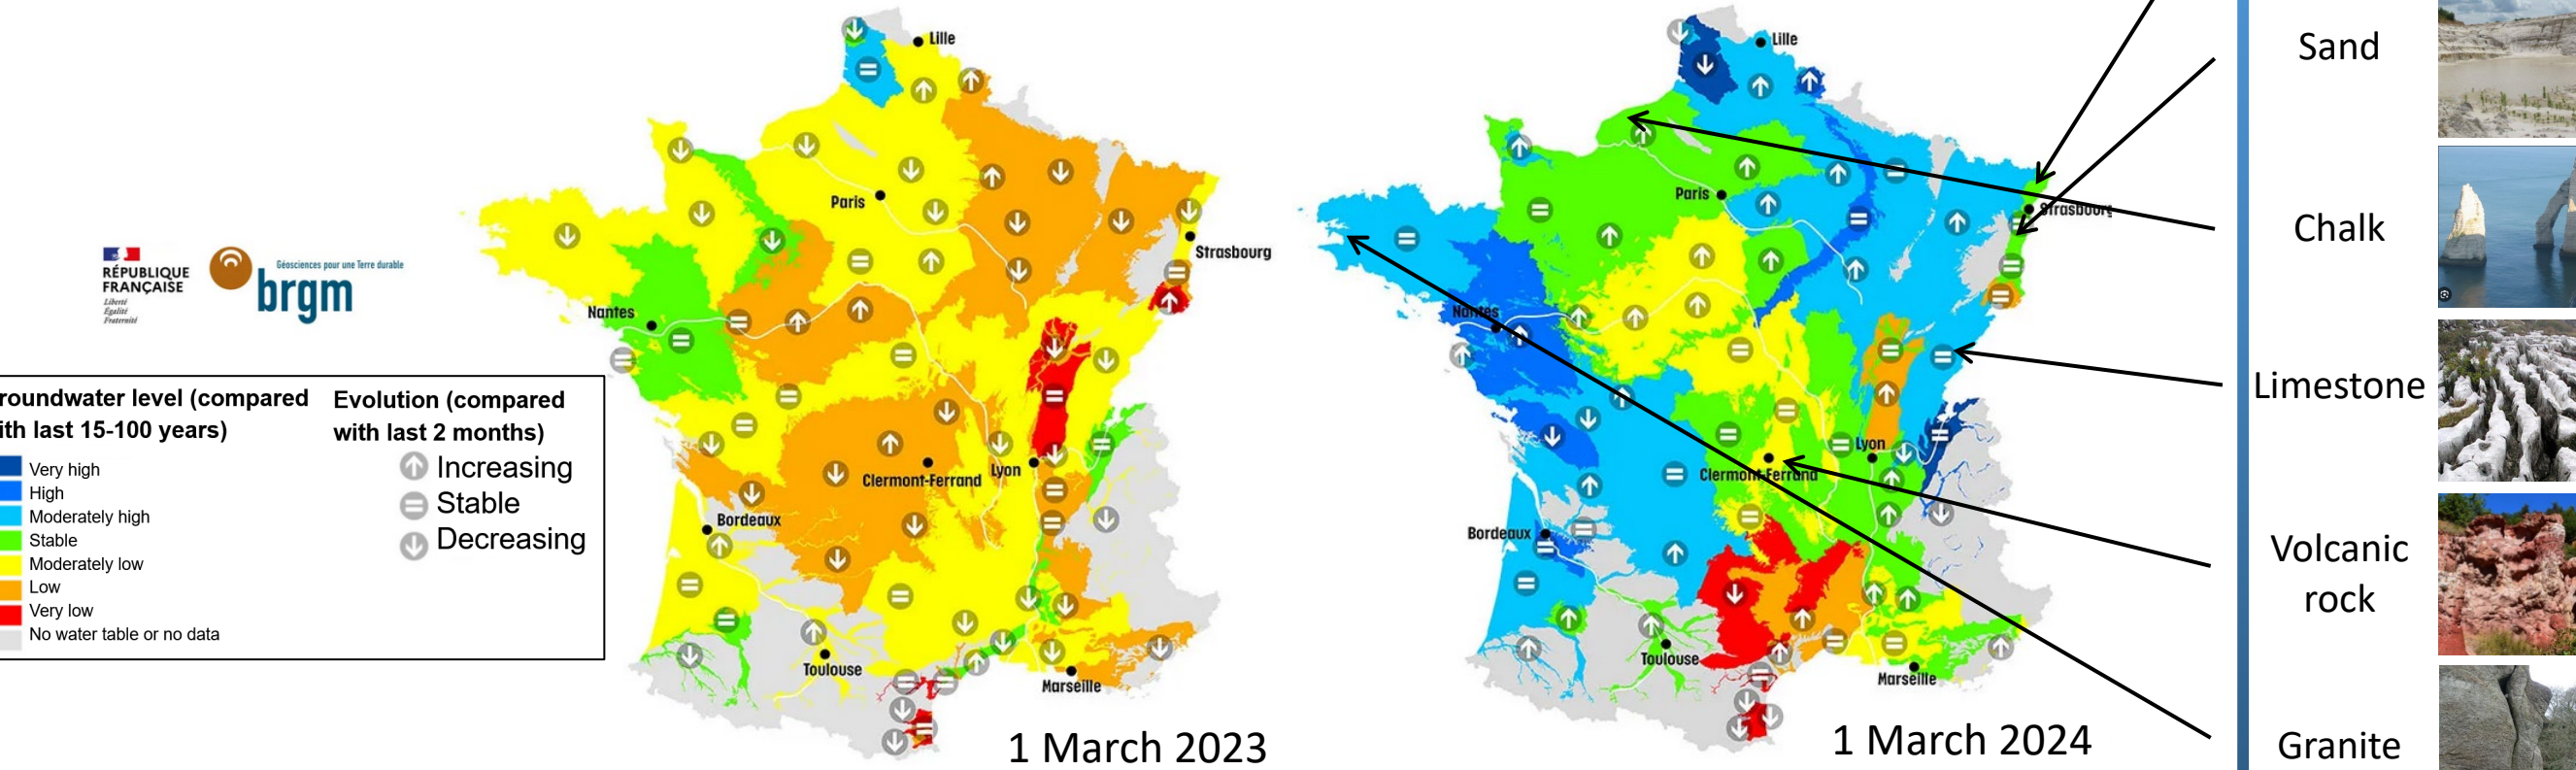 RÉPUBLIQUE
FRANÇAISE
Liberté
Égalité
Fraternité
Géosciences pour une Terre durable
brgm
roundwater level (compared
ith last 15-100 years)
Very high
High
Moderately high
Stable
Moderately low
Low
Very low
No water table or no data
Evolution (compared
with last 2 months)
Increasing
Stable
Decreasing
Lille
Paris
Strasbourg
Nantes
Clermont-Ferrand
Lyon
Bordeaux
Toulouse
Marseille
1 March 2023
Lille
Paris
Strasbourg
Nantes
Lyon
Clermont-Ferrand
Bordeaux
Toulouse
Marseille
1 March 2024
Sand
Chalk
Limestone
Volcanic
rock
Granite